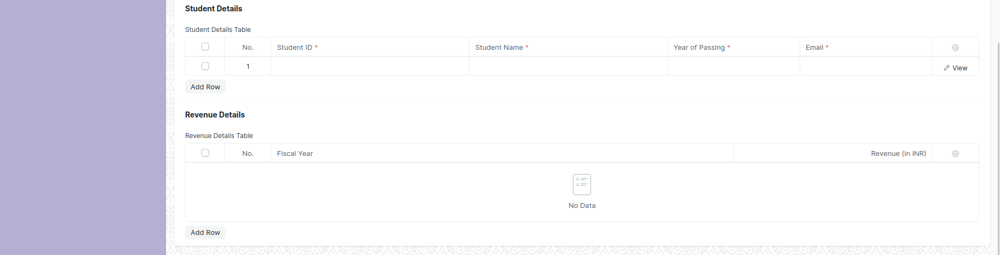 Student Details
Student Details Table
No. Student ID * Student Name * Year of Passing * Email *
1 View
Add Row
Revenue Details
Revenue Details Table
No. Fiscal Year Revenue (in INR)
No Data
Add Row